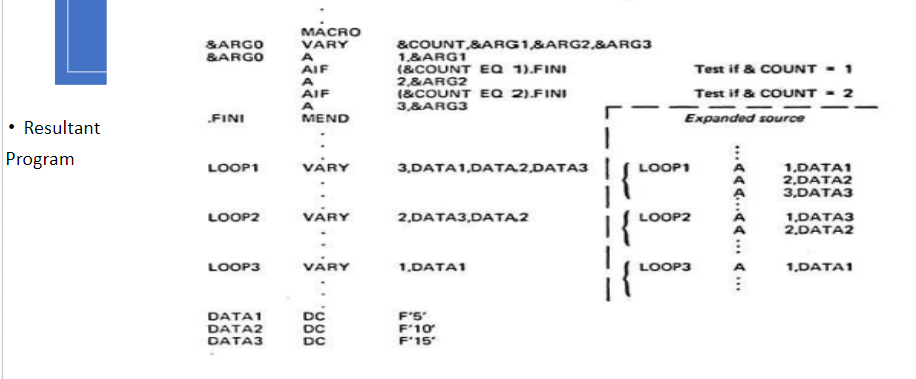 MACRO
&ARG0 VARY &COUNT,&ARG1,&ARG2,&ARG3
&ARG0 A 1,&ARG1
AIF (&COUNT EQ 1).FINI Test if & COUNT = 1
A 2,&ARG2
AIF (&COUNT EQ 2).FINI Test if & COUNT = 2
A 3,&ARG3
.FINI MEND Expanded source
• Resultant
Program
LOOP1 VARY 3,DATA1,DATA2,DATA3 LOOP1 A 1,DATA1
A 2,DATA2
A 3,DATA3
LOOP2 VARY 2,DATA3,DATA2 LOOP2 A 1,DATA3
A 2,DATA2
LOOP3 VARY 1,DATA1 LOOP3 A 1,DATA1
DATA1 DC F'5'
DATA2 DC F'10'
DATA3 DC F'15'